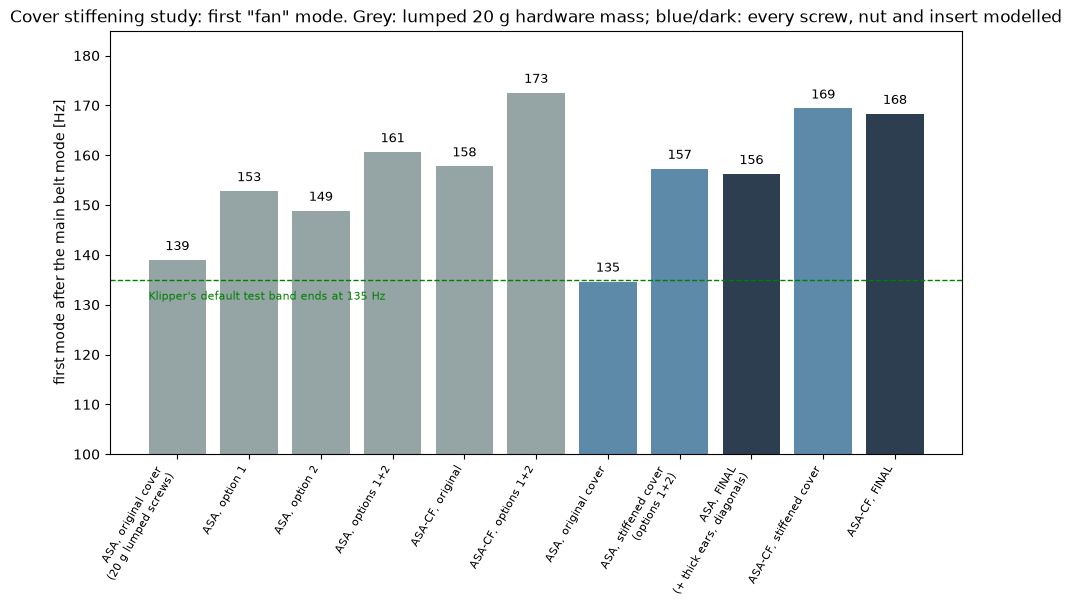 Cover stiffening study: first "fan" mode. Grey: lumped 20 g hardware mass; blue/dark: every screw, nut and insert modelled
first mode after the main belt mode [Hz]
180
170
160
150
140
130
120
110
100
139
153
149
161
158
173
135
157
156
169
168
Klipper's default test band ends at 135 Hz
ASA, original cover
(20 g lumped screws)
ASA, option 1
ASA, option 2
ASA, options 1+2
ASA-CF, original
ASA-CF, options 1+2
ASA, original cover
ASA, stiffened cover
(options 1+2)
ASA, FINAL
(+ thick ears, diagonals)
ASA-CF, stiffened cover
ASA-CF, FINAL